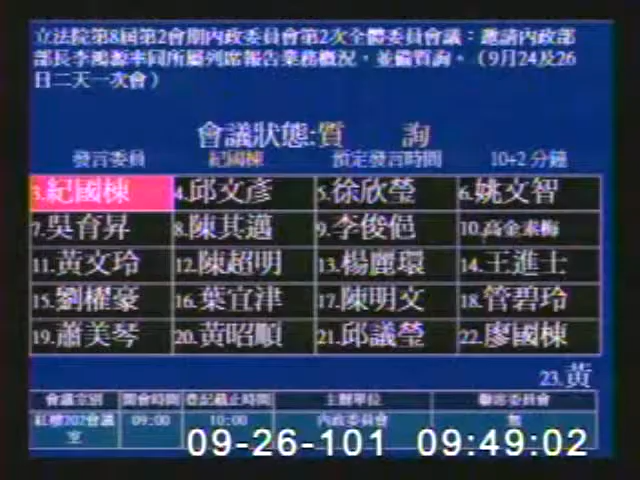 立法院第8屆第2會期內政委員會第2次全體委員會議：邀請內政部
部長李鴻源率同所屬列席報告業務概況，並備質詢。（9月24及26
日二天一次會）
會議狀態:質 詢
發言委員 紀國棟 預定發言時間 10+2 分鐘
3.紀國棟 4.邱文彥 5.徐欣瑩 6.姚文智
7.吳育昇 8.陳其邁 9.李俊俋 10.高金素梅
11.黃文玲 12.陳超明 13.楊麗環 14.王進士
15.劉櫂豪 16.葉宜津 17.陳明文 18.管碧玲
19.蕭美琴 20.黃昭順 21.邱議瑩 22.廖國棟
23.黃
會議室別 開會時間 登記截止時間 主辦單位 聯席委員會
紅樓202會議室 09:00 10:00 內政委員會 無
09-26-101 09:49:02